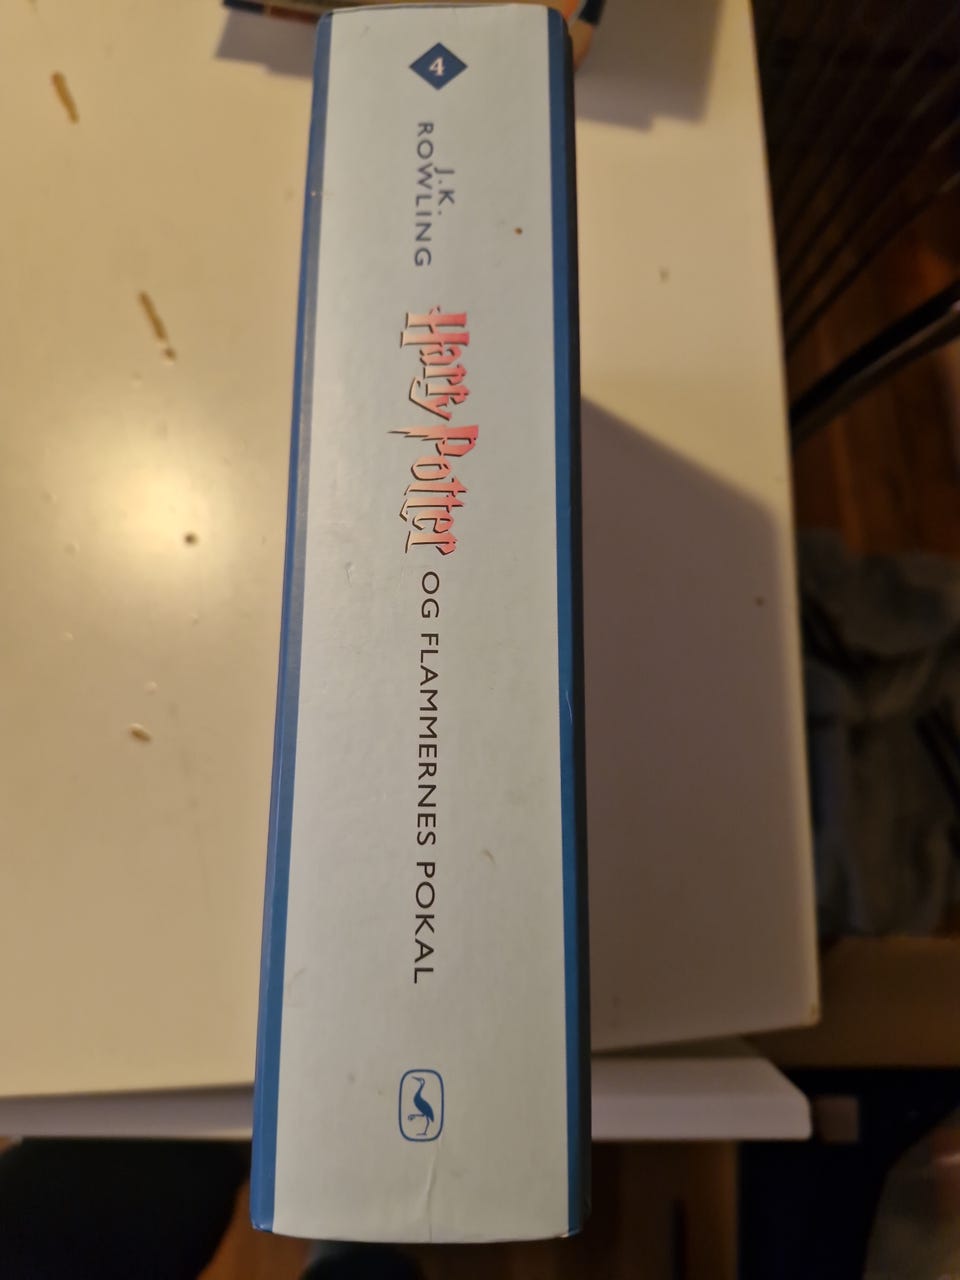 4
J.K.
ROWLING
Harry Potter
OG FLAMMERNES POKAL